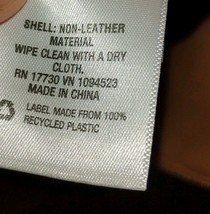 SHELL: NON-LEATHER
MATERIAL
WIPE CLEAN WITH A DRY
CLOTH.
RN 17730 VN 1094523
MADE IN CHINA
LABEL MADE FROM 100%
RECYCLED PLASTIC